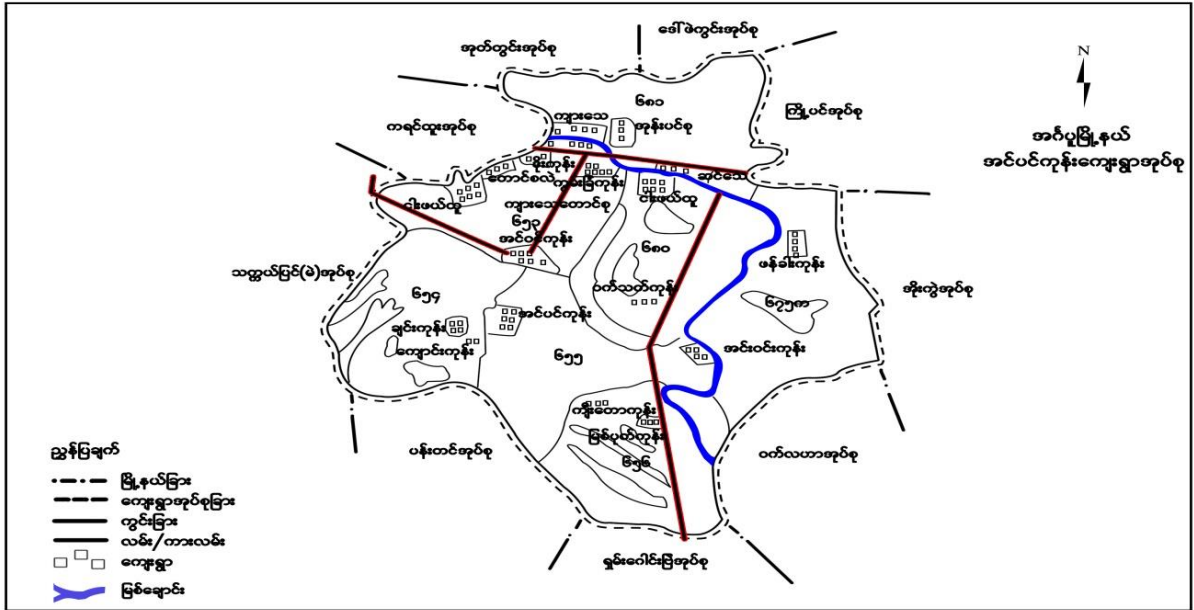 ဒေါ်ဖဲကွင်းအုပ်စု
အုတ်တွင်းအုပ်စု
N
၆၈၁
ကြို့ပင်အုပ်စု
ကျားသေ
အုန်းပင်စု
ကရင်ထူးအုပ်စု
အင်္ဂပူမြို့နယ်
အင်ပင်ကုန်းကျေးရွာအုပ်စု
မိုးကုန်း
တောင်စလဲ
ကွမ်းခြံကုန်း
ဆုင်သေ
ငါးဖယ်ထူ
ကျားသေတောင်စု
ငါးဖယ်ထူ
၆၅၃
အင်ဝင်ကုန်း
၆၈၀
ဖန်ခါးကုန်း
သတ္တယ်ပြင်(မဲ)အုပ်စု
၆၅၄
ဝက်သတ်ကုန်း
၆၇၅က
အိုးကွဲအုပ်စု
အင်ပင်ကုန်း
ချင်းကုန်း
ကျောင်းကုန်း
၆၅၅
အင်းဝင်းကုန်း
ကျီးတောကုန်း
မြစ်ပုတ်ကုန်း
၆၅၆
ပန်းတင်အုပ်စု
ဝက်လဟာအုပ်စု
ရှမ်းဂေါင်းဗြဲအုပ်စု
ညွှန်ပြချက်
မြို့နယ်ခြား
ကျေးရွာအုပ်စုခြား
ကွင်းခြား
လမ်း/ကားလမ်း
ကျေးရွာ
မြစ်ချောင်း